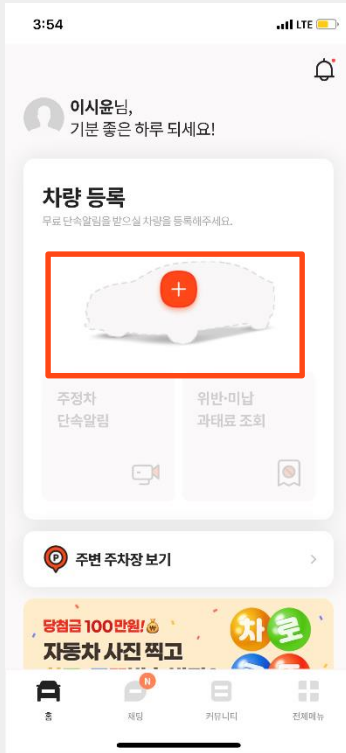 3:54 LTE
이시윤님,
기분 좋은 하루 되세요!
차량 등록
무료 단속알림을 받으실 차량을 등록해주세요.
주정차
단속알림
위반·미납
과태료 조회
P 주변 주차장 보기
당첨금 100만원!
차로
자동차 사진 찍고
N
홈 채팅 커뮤니티 전체메뉴